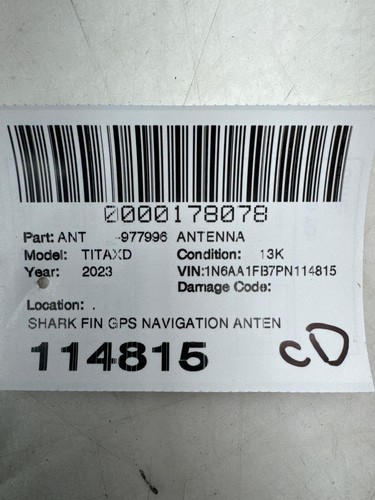 0000178078
Part: ANT -977996 ANTENNA
Model: TITAXD Condition: 13K
Year: 2023 VIN:1N6AA1FB7PN114815
Damage Code:
Location: .
SHARK FIN GPS NAVIGATION ANTEN
114815 CD